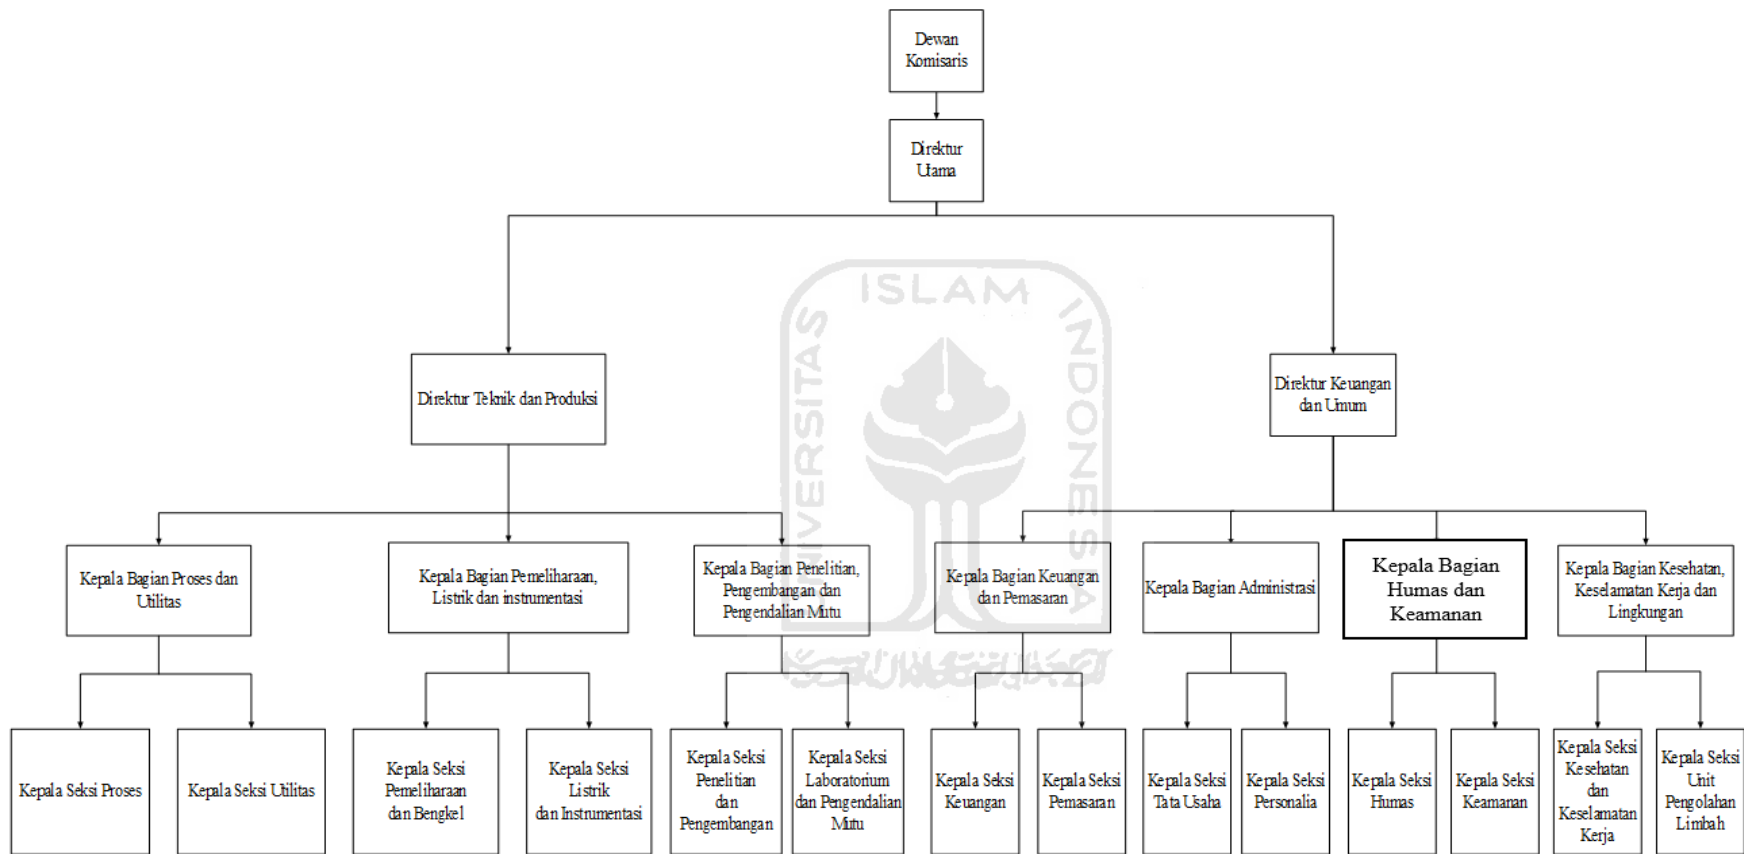 Dewan
Komisaris
Direktur
Utama
ISLAM
UNIVERSITAS
INDONESIA
Direktur Teknik dan Produksi
Direktur Keuangan
dan Umum
Kepala Bagian Proses dan
Utilitas
Kepala Bagian Pemeliharaan,
Listrik dan instrumentasi
Kepala Bagian Penelitian,
Pengembangan dan
Pengendalian Mutu
Kepala Bagian Keuangan
dan Pemasaran
Kepala Bagian Administrasi
Kepala Bagian
Humas dan
Keamanan
Kepala Bagian Kesehatan,
Keselamatan Kerja dan
Lingkungan
Kepala Seksi Proses
Kepala Seksi Utilitas
Kepala Seksi
Pemeliharaan
dan Bengkel
Kepala Seksi
Listrik
dan Instrumentasi
Kepala Seksi
Penelitian
dan
Pengembangan
Kepala Seksi
Laboratorium
dan Pengendalian
Mutu
Kepala Seksi
Keuangan
Kepala Seksi
Pemasaran
Kepala Seksi
Tata Usaha
Kepala Seksi
Personalia
Kepala Seksi
Humas
Kepala Seksi
Keamanan
Kepala Seksi
Kesehatan
dan
Keselamatan
Kerja
Kepala Seksi
Unit
Pengolahan
Limbah